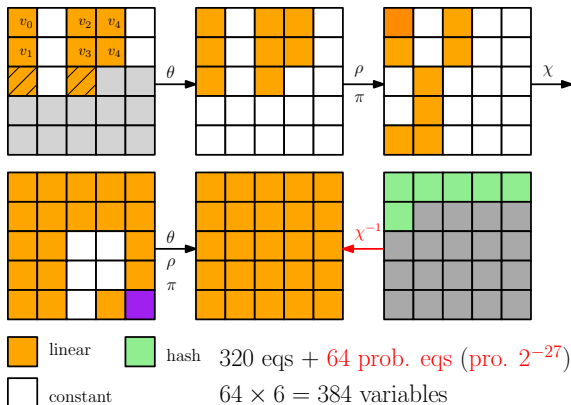 v₀ v₂ v₄
v₁ v₃ v₄
θ
ρ
π
χ
θ
ρ
π
χ⁻¹
linear
hash
320 eqs + 64 prob. eqs (pro. 2⁻²⁷)
constant
64 × 6 = 384 variables